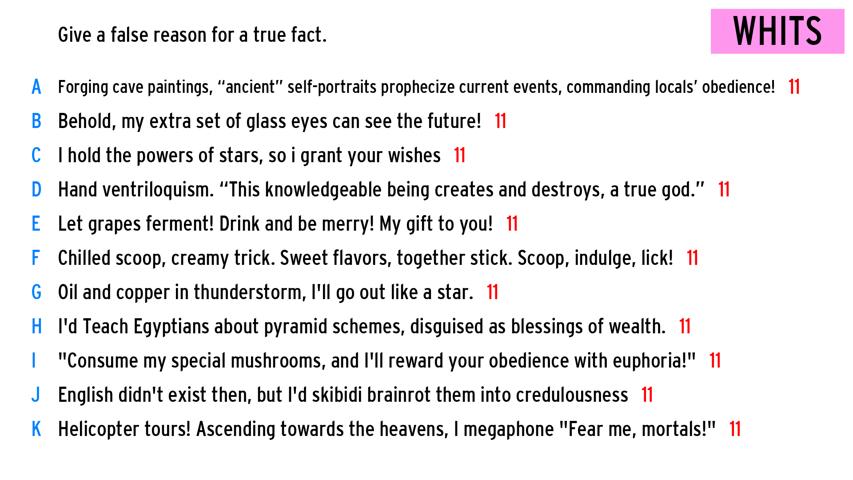 Give a false reason for a true fact.
WHITS
A Forging cave paintings, “ancient” self-portraits prophecize current events, commanding locals’ obedience! 11
B Behold, my extra set of glass eyes can see the future! 11
C I hold the powers of stars, so i grant your wishes 11
D Hand ventriloquism. “This knowledgeable being creates and destroys, a true god.” 11
E Let grapes ferment! Drink and be merry! My gift to you! 11
F Chilled scoop, creamy trick. Sweet flavors, together stick. Scoop, indulge, lick! 11
G Oil and copper in thunderstorm, I'll go out like a star. 11
H I'd Teach Egyptians about pyramid schemes, disguised as blessings of wealth. 11
I "Consume my special mushrooms, and I'll reward your obedience with euphoria!" 11
J English didn't exist then, but I'd skibidi brainrot them into credulousness 11
K Helicopter tours! Ascending towards the heavens, I megaphone "Fear me, mortals!" 11